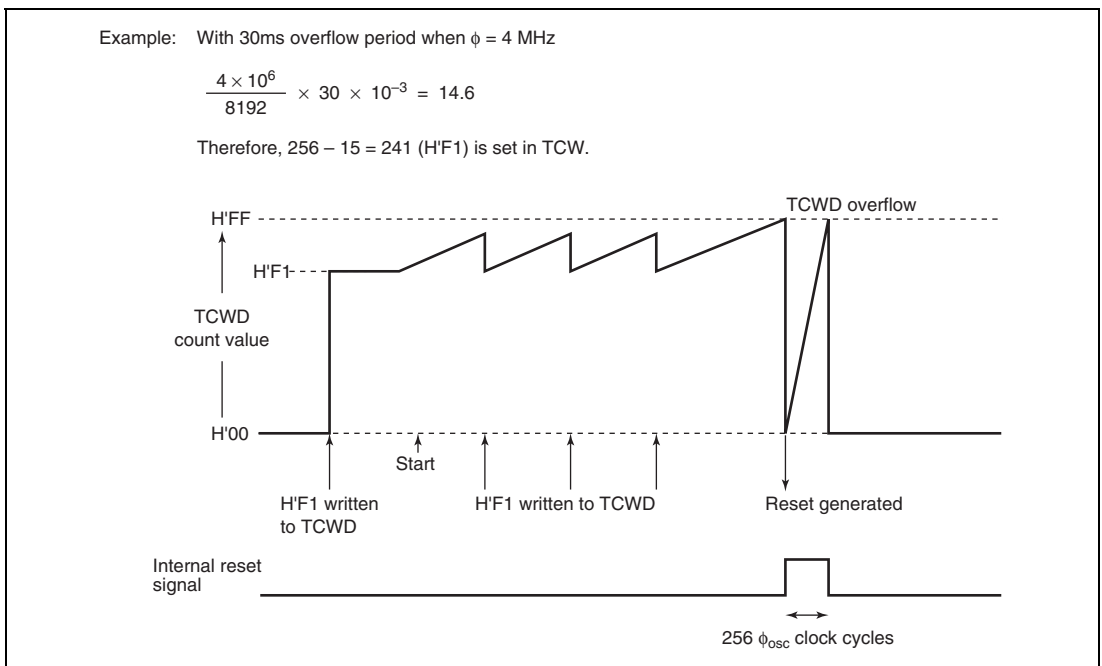 Example: With 30ms overflow period when ϕ = 4 MHz
4 × 10⁶
8192
× 30 × 10⁻³ = 14.6
Therefore, 256 – 15 = 241 (H'F1) is set in TCW.
TCWD overflow
H'FF
H'F1
TCWD
count value
H'00
Start
H'F1 written
to TCWD
H'F1 written to TCWD
Reset generated
Internal reset
signal
256 ϕosc clock cycles